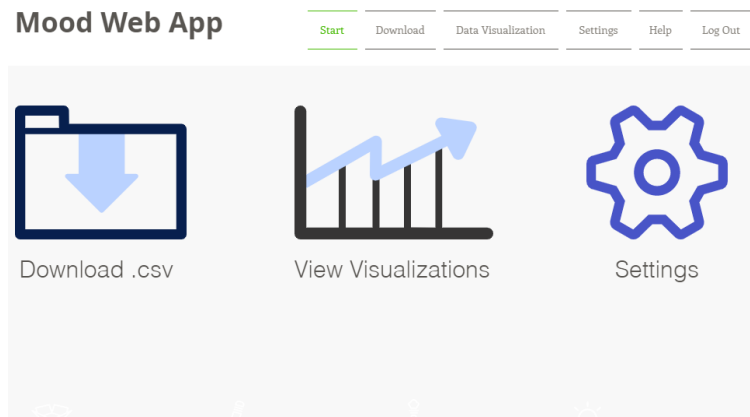 Mood Web App
Start Download Data Visualization Settings Help Log Out
Download .csv View Visualizations Settings